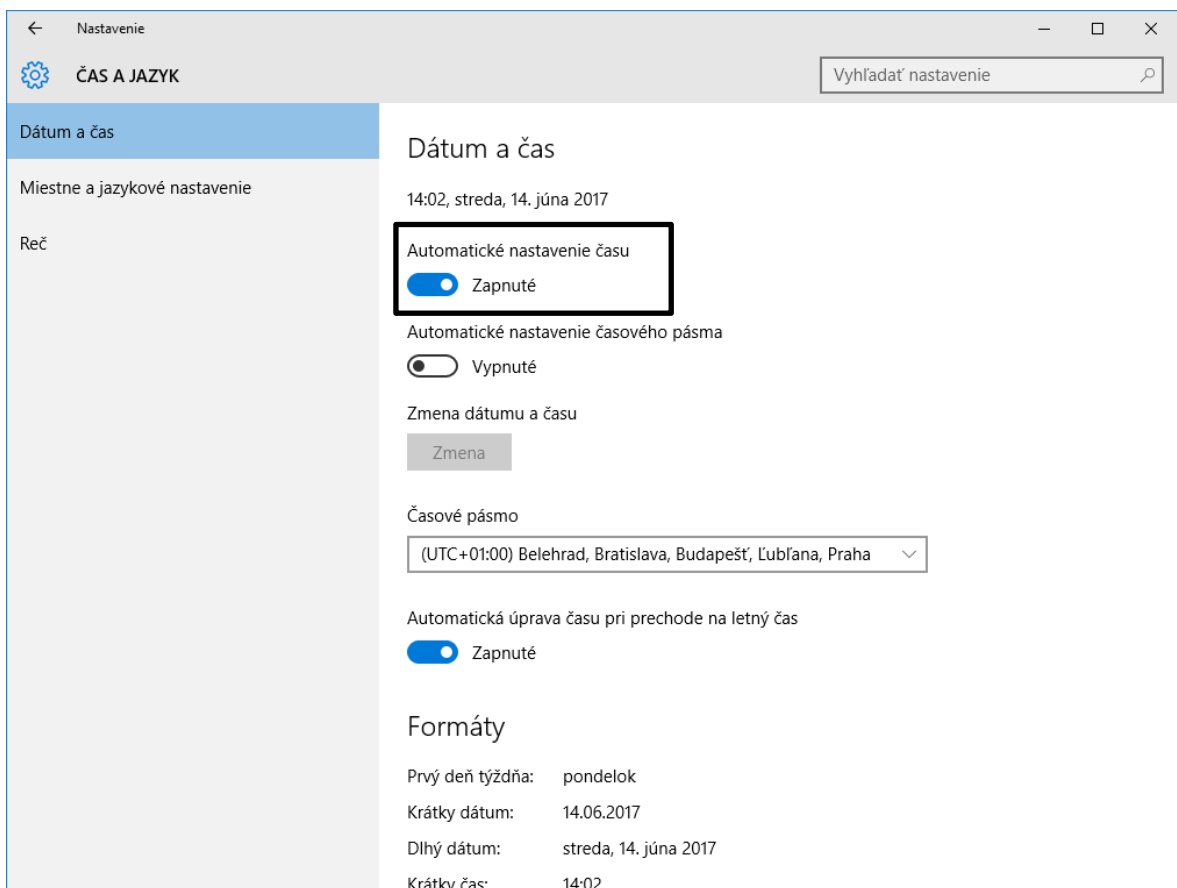 Nastavenie
ČAS A JAZYK
Vyhľadať nastavenie
Dátum a čas
Miestne a jazykové nastavenie
Reč
Dátum a čas
14:02, streda, 14. júna 2017
Automatické nastavenie času
Zapnuté
Automatické nastavenie časového pásma
Vypnuté
Zmena dátumu a času
Zmena
Časové pásmo
(UTC+01:00) Belehrad, Bratislava, Budapešť, Ľubľana, Praha
Automatická úprava času pri prechode na letný čas
Zapnuté
Formáty
Prvý deň týždňa: pondelok
Krátky dátum: 14.06.2017
Dlhý dátum: streda, 14. júna 2017
Krátky čas: 14:02